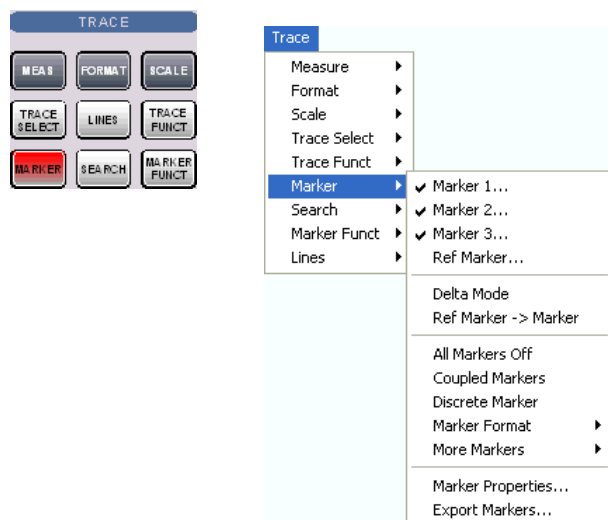 TRACE
MEAS FORMAT SCALE
TRACE SELECT LINES TRACE FUNCT
MARKER SEARCH MARKER FUNCT
Trace
Measure
Format
Scale
Trace Select
Trace Funct
Marker
Search
Marker Funct
Lines
Marker 1...
Marker 2...
Marker 3...
Ref Marker...
Delta Mode
Ref Marker -> Marker
All Markers Off
Coupled Markers
Discrete Marker
Marker Format
More Markers
Marker Properties...
Export Markers...